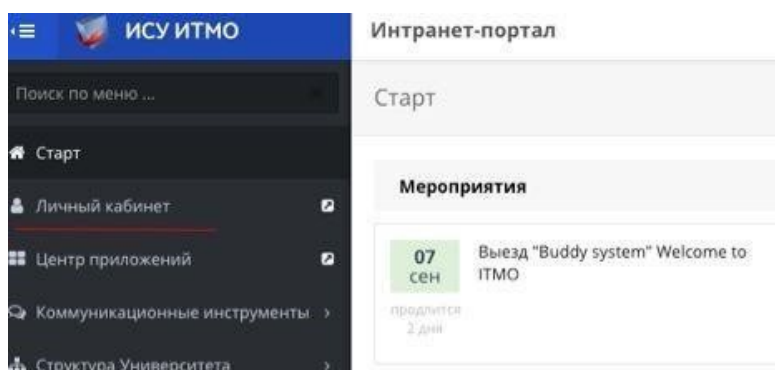 ИСУ ИТМО
Поиск по меню ...
Старт
Личный кабинет
Центр приложений
Коммуникационные инструменты
Структура Университета
Интранет-портал
Старт
Мероприятия
07
сен
продлится
2 дня
Выезд "Buddy system" Welcome to
ITMO